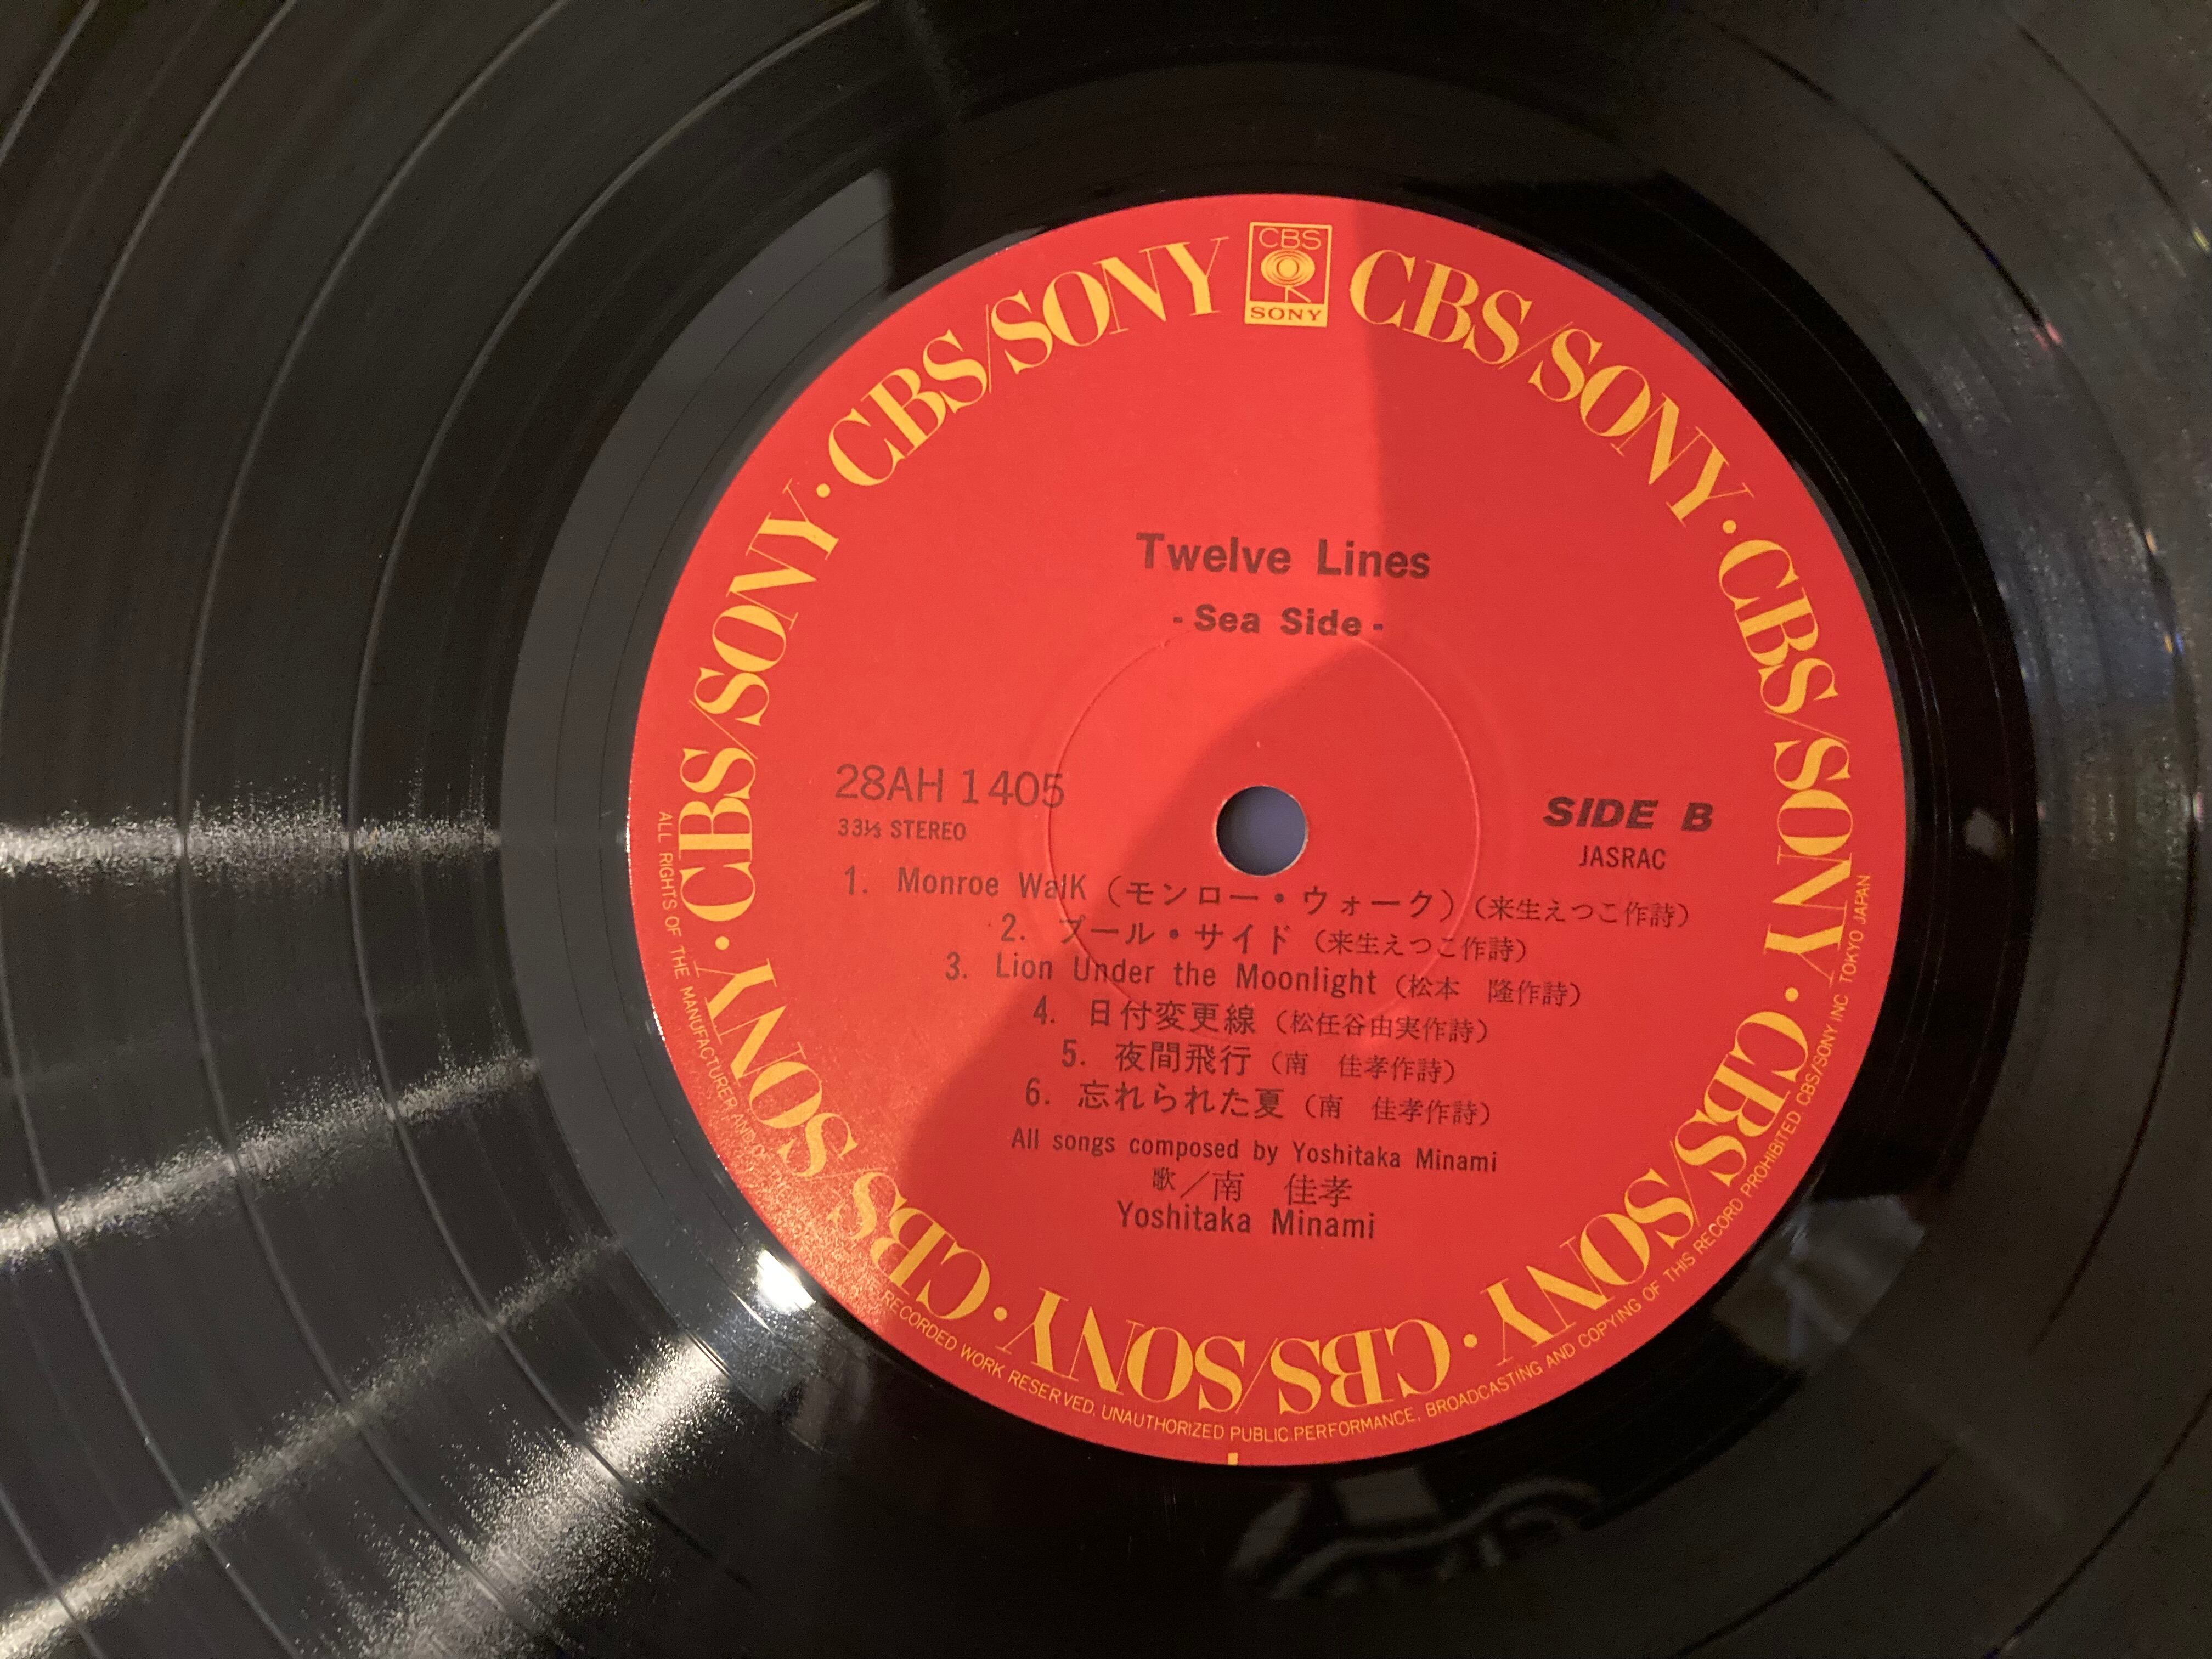 CBS
SONY
CBS/SONY · CBS/SONY · CBS/SONY · CBS/SONY · CBS/SONY · CBS/SONY · CBS/SONY · CBS/SONY
Twelve Lines
- Sea Side -
28AH 1405
33⅓ STEREO
SIDE B
JASRAC
1. Monroe WalK (モンロー・ウォーク) (来生えつこ作詩)
2. プール・サイド (来生えつこ作詩)
3. Lion Under the Moonlight (松本 隆作詩)
4. 日付変更線 (松任谷由実作詩)
5. 夜間飛行 (南 佳孝作詩)
6. 忘れられた夏 (南 佳孝作詩)
All songs composed by Yoshitaka Minami
歌／南 佳孝
Yoshitaka Minami
ALL RIGHTS OF THE MANUFACTURER AND RECORDED WORK RESERVED. UNAUTHORIZED PUBLIC PERFORMANCE, BROADCASTING AND COPYING OF THIS RECORD PROHIBITED CBS/SONY INC TOKYO JAPAN